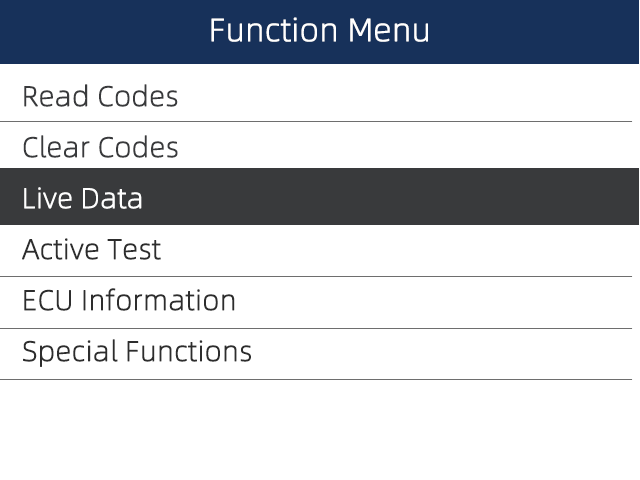 Function Menu
Read Codes
Clear Codes
Live Data
Active Test
ECU Information
Special Functions